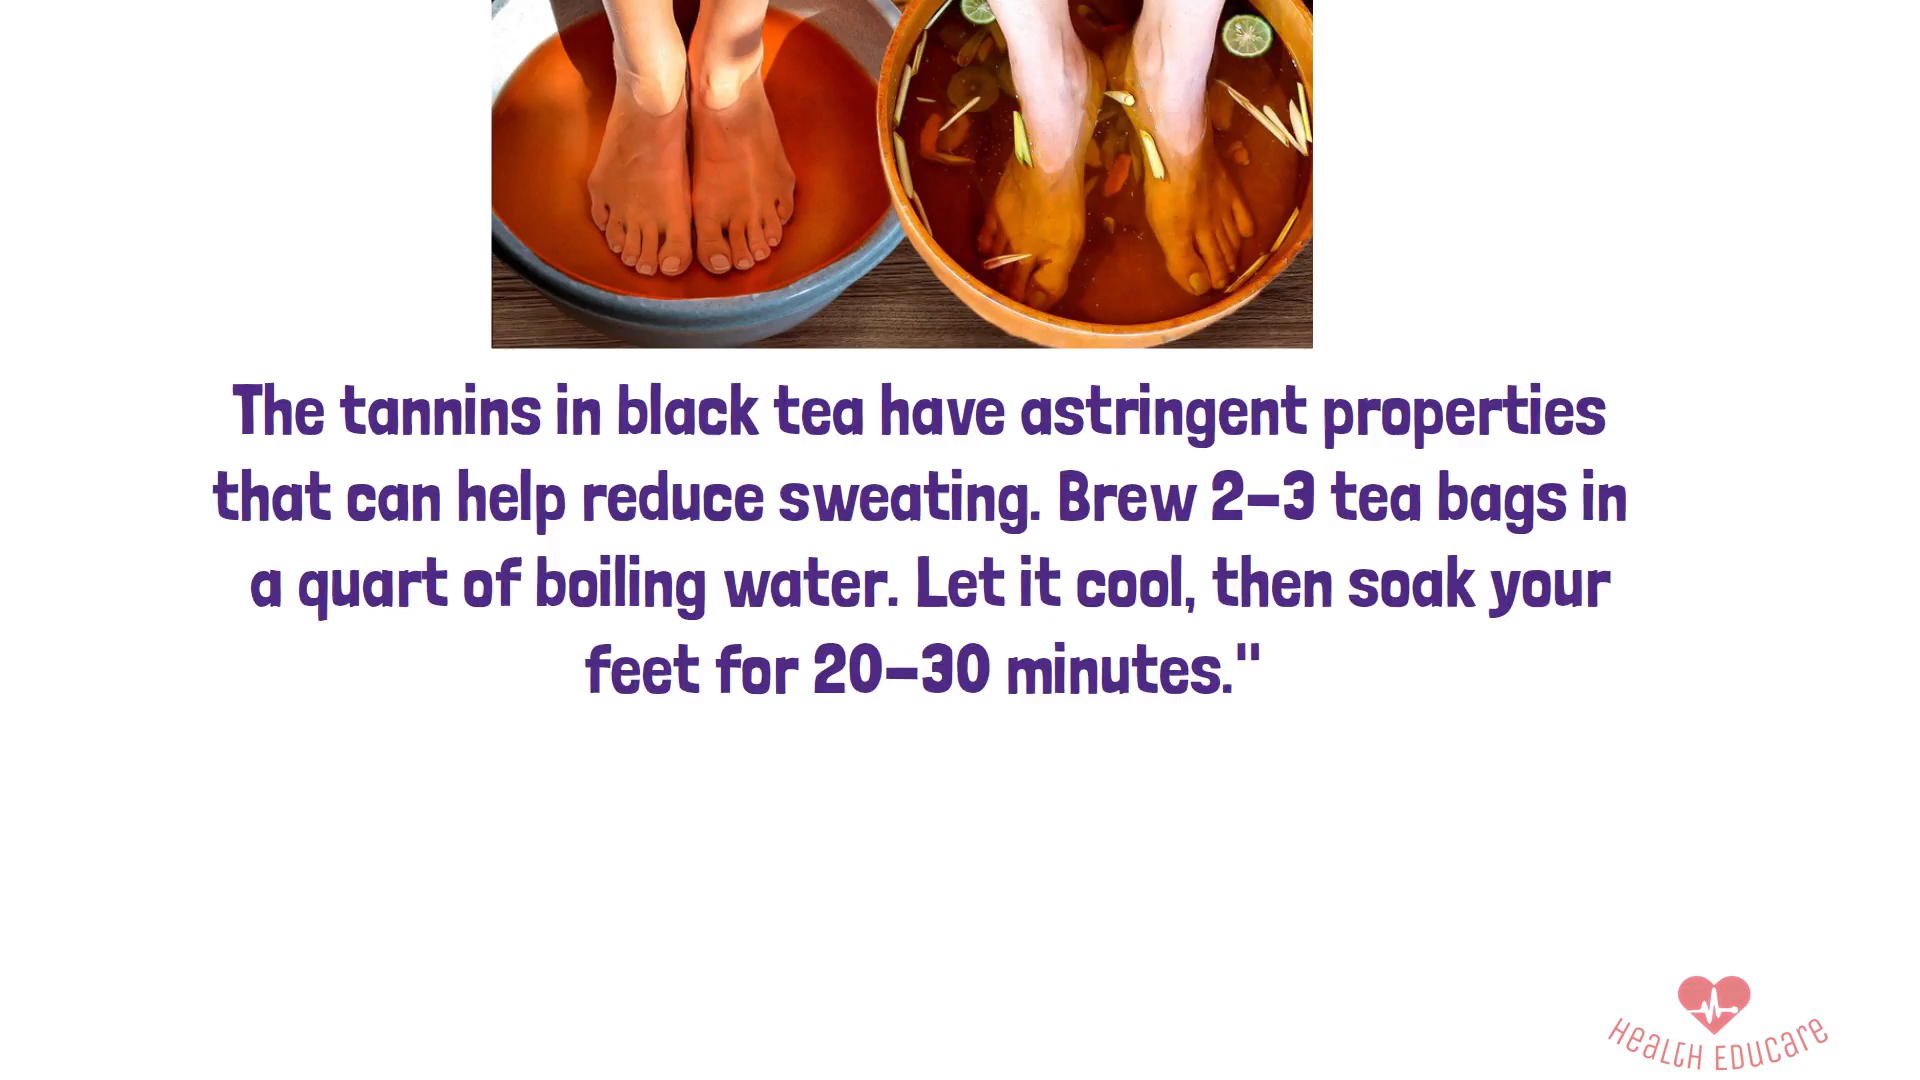 The tannins in black tea have astringent properties
that can help reduce sweating. Brew 2-3 tea bags in
a quart of boiling water. Let it cool, then soak your
feet for 20-30 minutes."
HEALTH EDUCARE